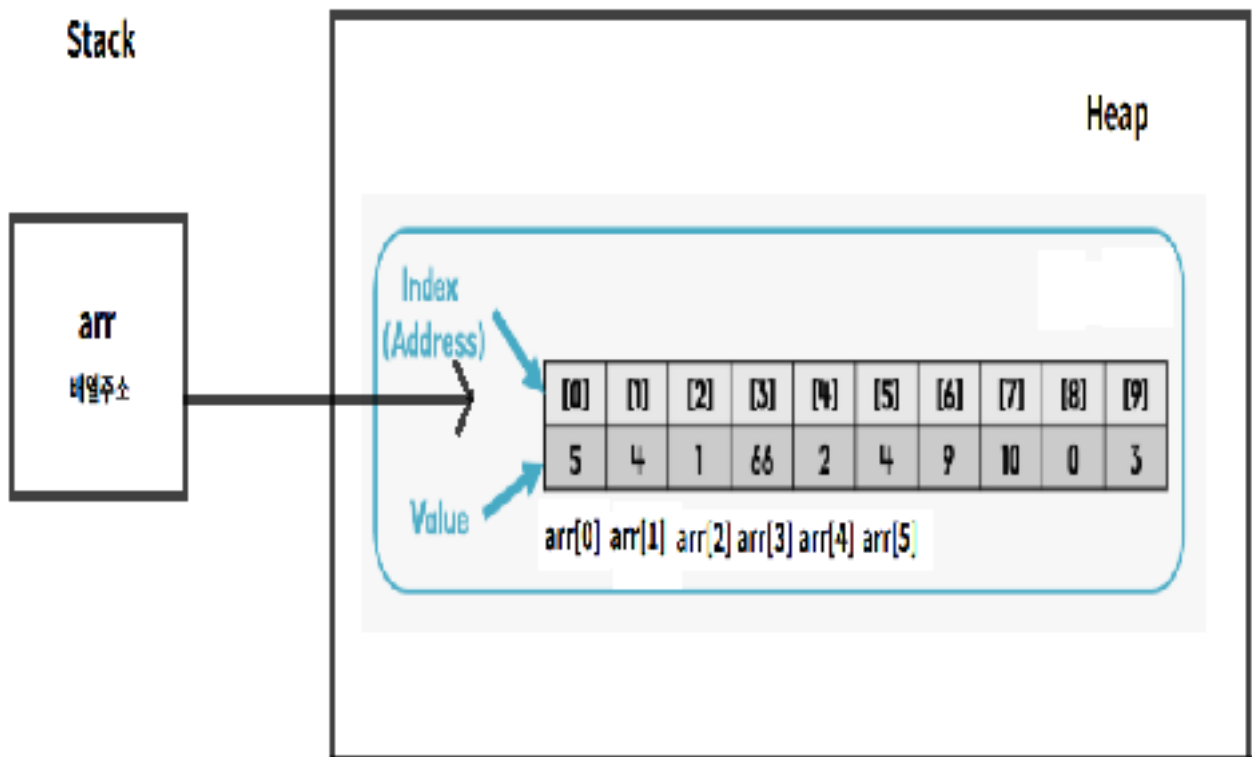 Stack
Heap
Index
(Address)
arr
배열주소
[0] [1] [2] [3] [4] [5] [6] [7] [8] [9]
5 4 1 66 2 4 9 10 0 3
Value
arr[0] arr[1] arr[2] arr[3] arr[4] arr[5]